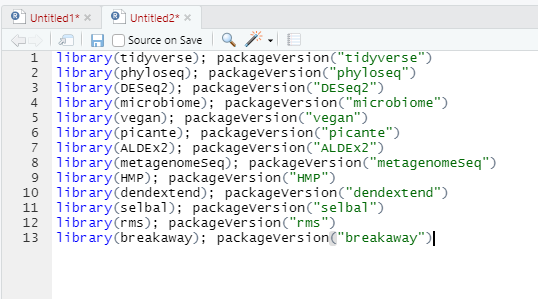 Untitled1*
Untitled2*
Source on Save
1 library(tidyverse); packageVersion("tidyverse")
2 library(phyloseq); packageVersion("phyloseq")
3 library(DESeq2); packageVersion("DESeq2")
4 library(microbiome); packageVersion("microbiome")
5 library(vegan); packageVersion("vegan")
6 library(picante); packageVersion("picante")
7 library(ALDEx2); packageVersion("ALDEx2")
8 library(metagenomeSeq); packageVersion("metagenomeSeq")
9 library(HMP); packageVersion("HMP")
10 library(dendextend); packageVersion("dendextend")
11 library(selbal); packageVersion("selbal")
12 library(rms); packageVersion("rms")
13 library(breakaway); packageVersion("breakaway")